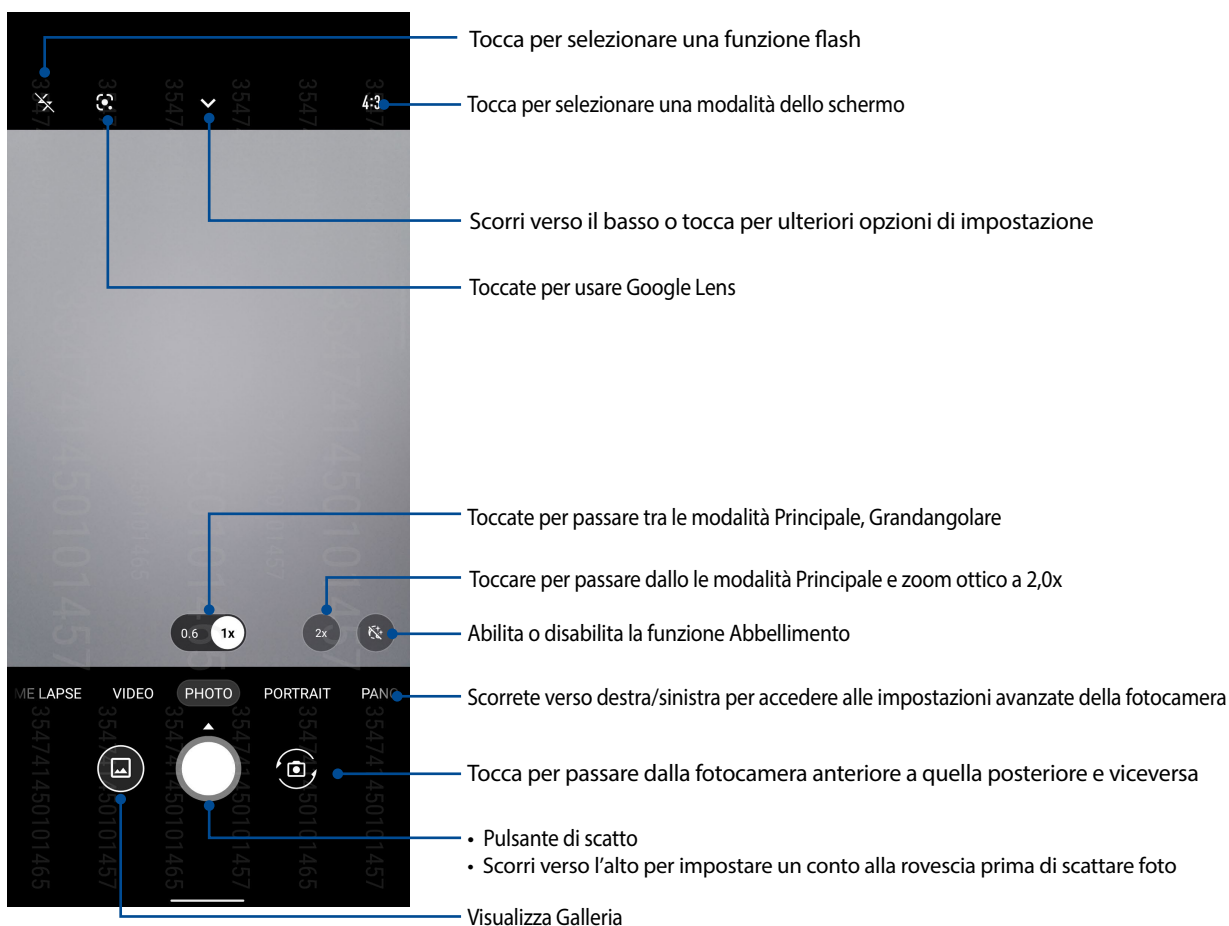 Tocca per selezionare una funzione flash
4:3
Tocca per selezionare una modalità dello schermo
Scorri verso il basso o tocca per ulteriori opzioni di impostazione
Toccate per usare Google Lens
Toccate per passare tra le modalità Principale, Grandangolare
Toccare per passare dallo le modalità Principale e zoom ottico a 2,0x
0.6 1x 2x
Abilita o disabilita la funzione Abbellimento
ME LAPSE VIDEO PHOTO PORTRAIT PANO
Scorrete verso destra/sinistra per accedere alle impostazioni avanzate della fotocamera
Tocca per passare dalla fotocamera anteriore a quella posteriore e viceversa
• Pulsante di scatto
• Scorri verso l'alto per impostare un conto alla rovescia prima di scattare foto
Visualizza Galleria